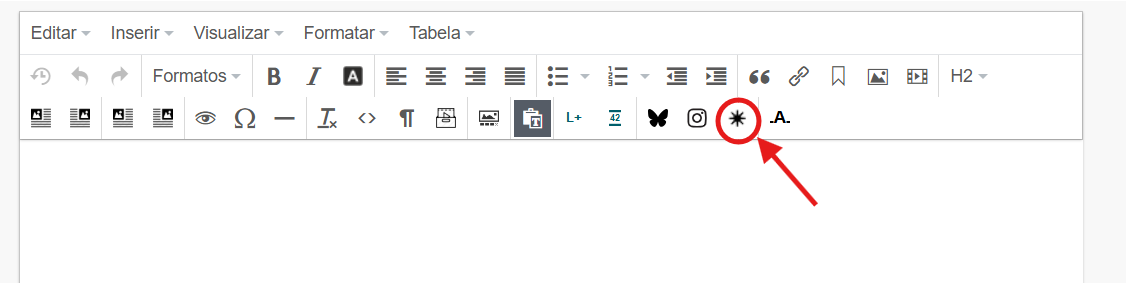 Editar Inserir Visualizar Formatar Tabela
Formatos B I A H2
L+ 42 .A.